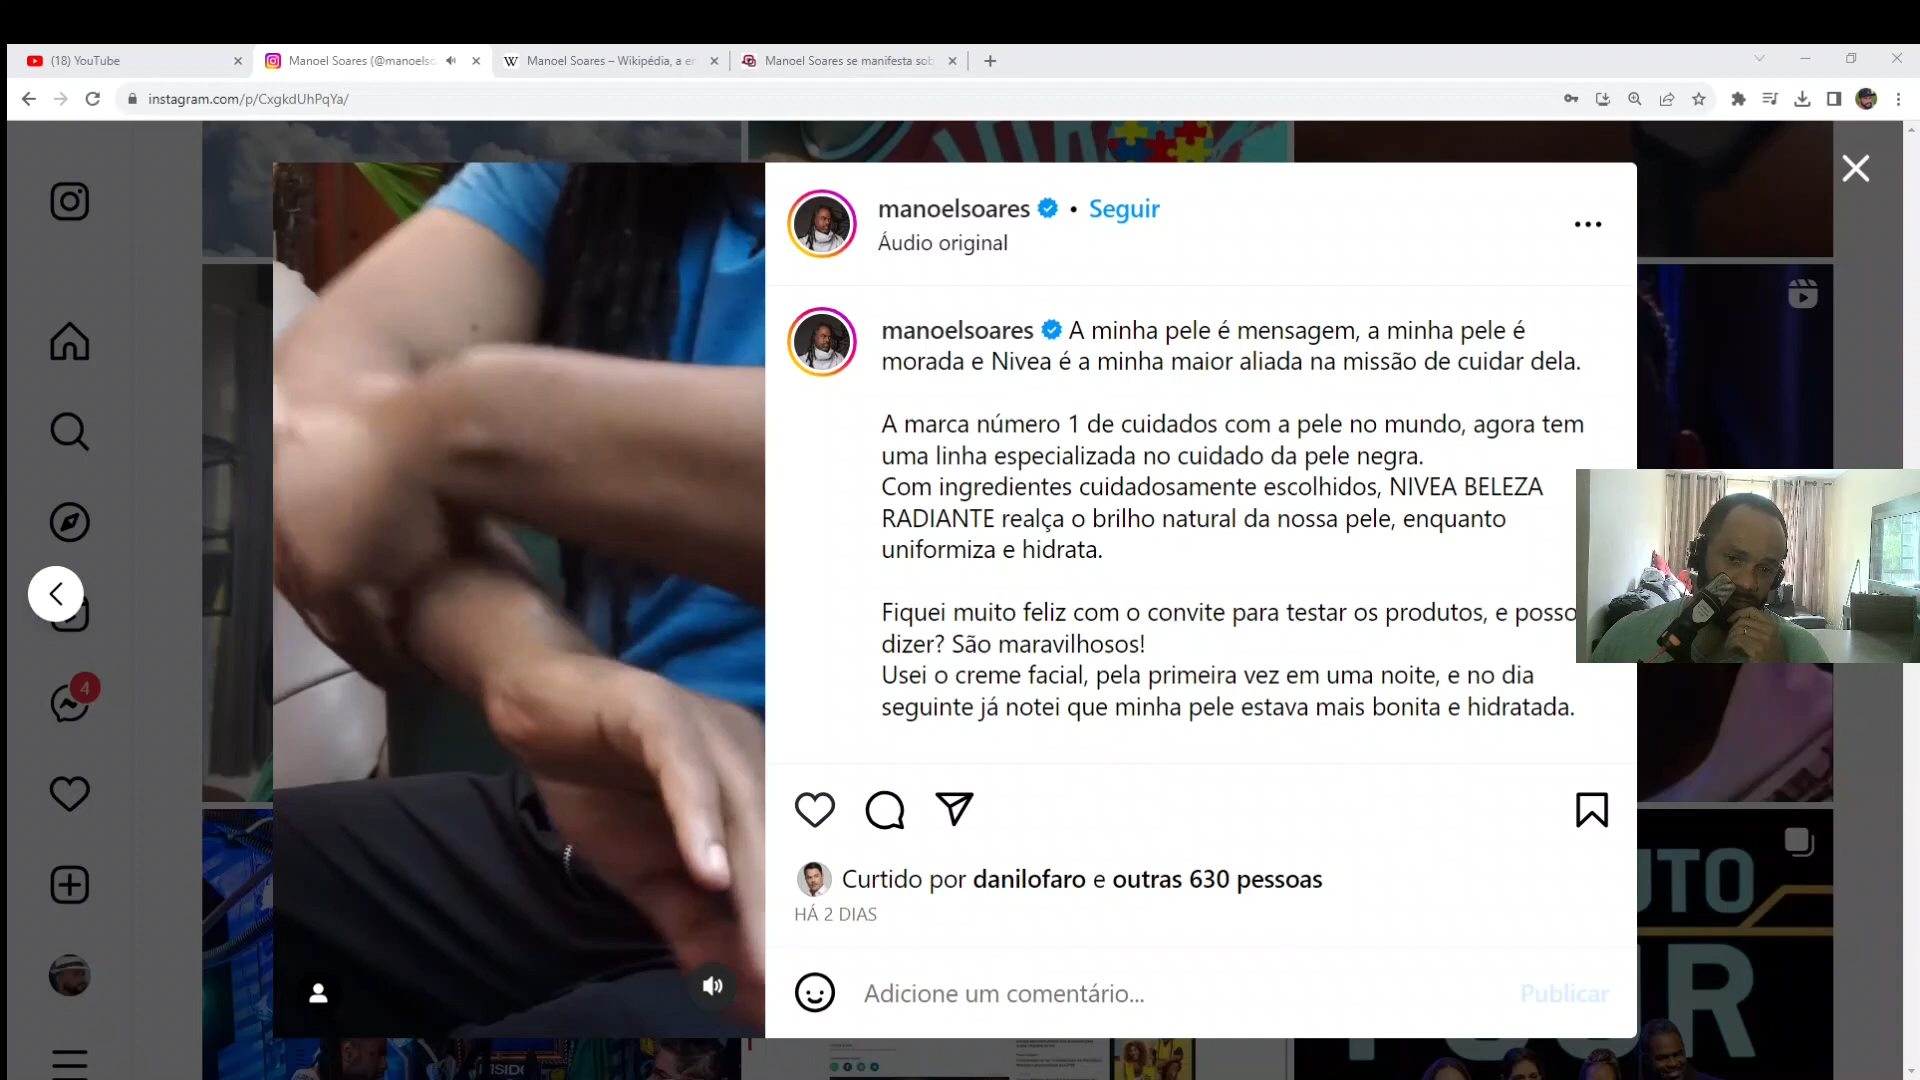 (18) YouTube
Manoel Soares (@manoelso
Manoel Soares – Wikipédia, a en
Manoel Soares se manifesta sob
instagram.com/p/CxgkdUhPqYa/
manoelsoares • Seguir
Áudio original
manoelsoares A minha pele é mensagem, a minha pele é
morada e Nivea é a minha maior aliada na missão de cuidar dela.
A marca número 1 de cuidados com a pele no mundo, agora tem
uma linha especializada no cuidado da pele negra.
Com ingredientes cuidadosamente escolhidos, NIVEA BELEZA
RADIANTE realça o brilho natural da nossa pele, enquanto
uniformiza e hidrata.
Fiquei muito feliz com o convite para testar os produtos, e posso
dizer? São maravilhosos!
Usei o creme facial, pela primeira vez em uma noite, e no dia
seguinte já notei que minha pele estava mais bonita e hidratada.
4
Curtido por danilofaro e outras 630 pessoas
HÁ 2 DIAS
Adicione um comentário...
Publicar
UTO
OUR